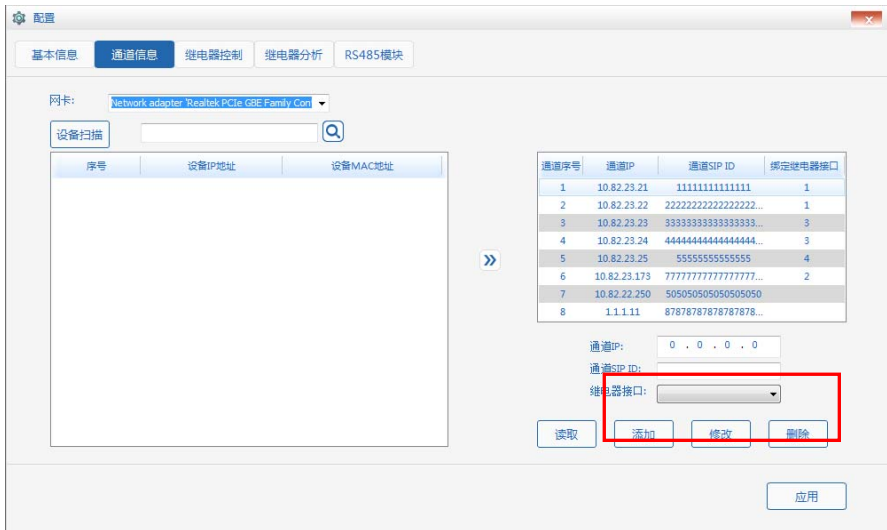 配置
基本信息 通道信息 继电器控制 继电器分析 RS485模块
网卡: Network adapter 'Realtek PCIe GBE Family Con
设备扫描
序号 设备IP地址 设备MAC地址
通道序号 通道IP 通道SIP ID 绑定继电器接口
1 10.82.23.21 11111111111111 1
2 10.82.23.22 22222222222222222... 1
3 10.82.23.23 33333333333333333... 3
4 10.82.23.24 44444444444444444... 3
5 10.82.23.25 55555555555555 4
6 10.82.23.173 77777777777777777... 2
7 10.82.22.250 505050505050505050
8 1.1.1.11 87878787878787878...
通道IP: 0 . 0 . 0 . 0
通道SIP ID:
继电器接口:
读取 添加 修改 删除
应用